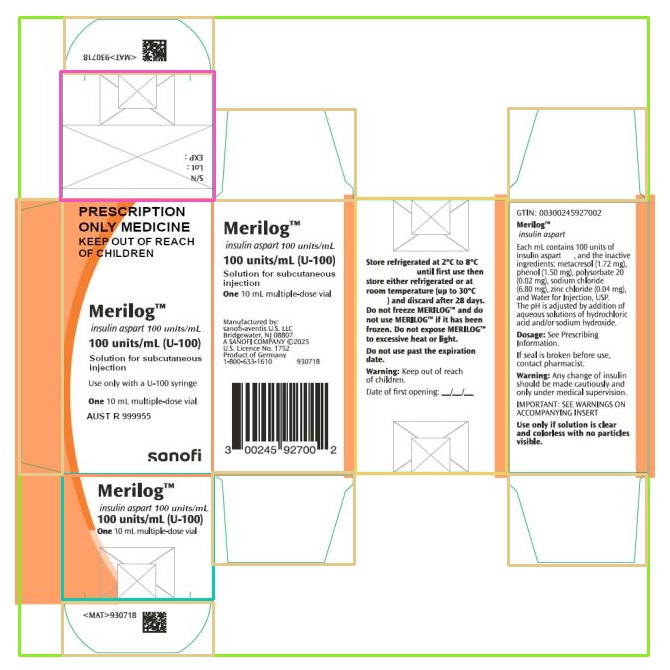 <MAT>930718
S/N
Lot :
EXP :
PRESCRIPTION
ONLY MEDICINE
KEEP OUT OF REACH
OF CHILDREN
Merilog™
insulin aspart 100 units/mL
100 units/mL (U-100)
Solution for subcutaneous
injection
Use only with a U-100 syringe
One 10 mL multiple-dose vial
AUST R 999955
sanofi
Merilog™
insulin aspart 100 units/mL
100 units/mL (U-100)
One 10 mL multiple-dose vial
<MAT>930718
Merilog™
insulin aspart 100 units/mL
100 units/mL (U-100)
Solution for subcutaneous
injection
One 10 mL multiple-dose vial
Manufactured by:
sanofi-aventis U.S. LLC
Bridgewater, NJ 08807
A SANOFI COMPANY ©2025
U.S. Licence No. 1752
Product of Germany
1-800-633-1610 930718
3 00245 92700 2
Store refrigerated at 2°C to 8°C
until first use then
store either refrigerated or at
room temperature (up to 30°C
) and discard after 28 days.
Do not freeze MERILOG™ and do
not use MERILOG™ if it has been
frozen. Do not expose MERILOG™
to excessive heat or light.
Do not use past the expiration
date.
Warning: Keep out of reach
of children.
Date of first opening: __/__/__
GTIN: 00300245927002
Merilog™
insulin aspart
Each mL contains 100 units of
insulin aspart , and the inactive
ingredients: metacresol (1.72 mg),
phenol (1.50 mg), polysorbate 20
(0.02 mg), sodium chloride
(6.80 mg), zinc chloride (0.04 mg),
and Water for Injection, USP.
The pH is adjusted by addition of
aqueous solutions of hydrochloric
acid and/or sodium hydroxide.
Dosage: See Prescribing
Information.
If seal is broken before use,
contact pharmacist.
Warning: Any change of insulin
should be made cautiously and
only under medical supervision.
IMPORTANT: SEE WARNINGS ON
ACCOMPANYING INSERT
Use only if solution is clear
and colorless with no particles
visible.